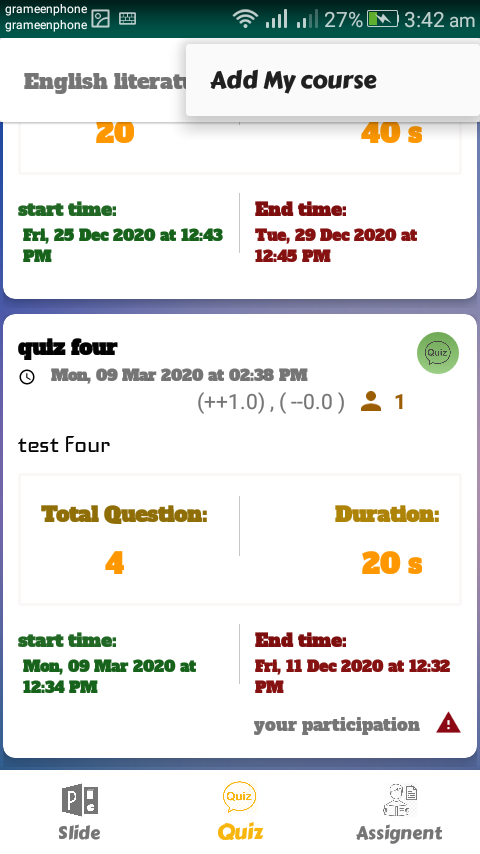 grameenphone
grameenphone
27% 3:42 am
English literatu
Add My course
20
40 s
start time:
End time:
Fri, 25 Dec 2020 at 12:43
PM
Tue, 29 Dec 2020 at
12:45 PM
quiz four
Quiz
Mon, 09 Mar 2020 at 02:38 PM
(++1.0) , ( --0.0 ) 1
test Four
Total Question:
Duration:
4
20 s
start time:
End time:
Mon, 09 Mar 2020 at
12:34 PM
Fri, 11 Dec 2020 at 12:32
PM
your participation
Quiz
Slide
Quiz
Assignent